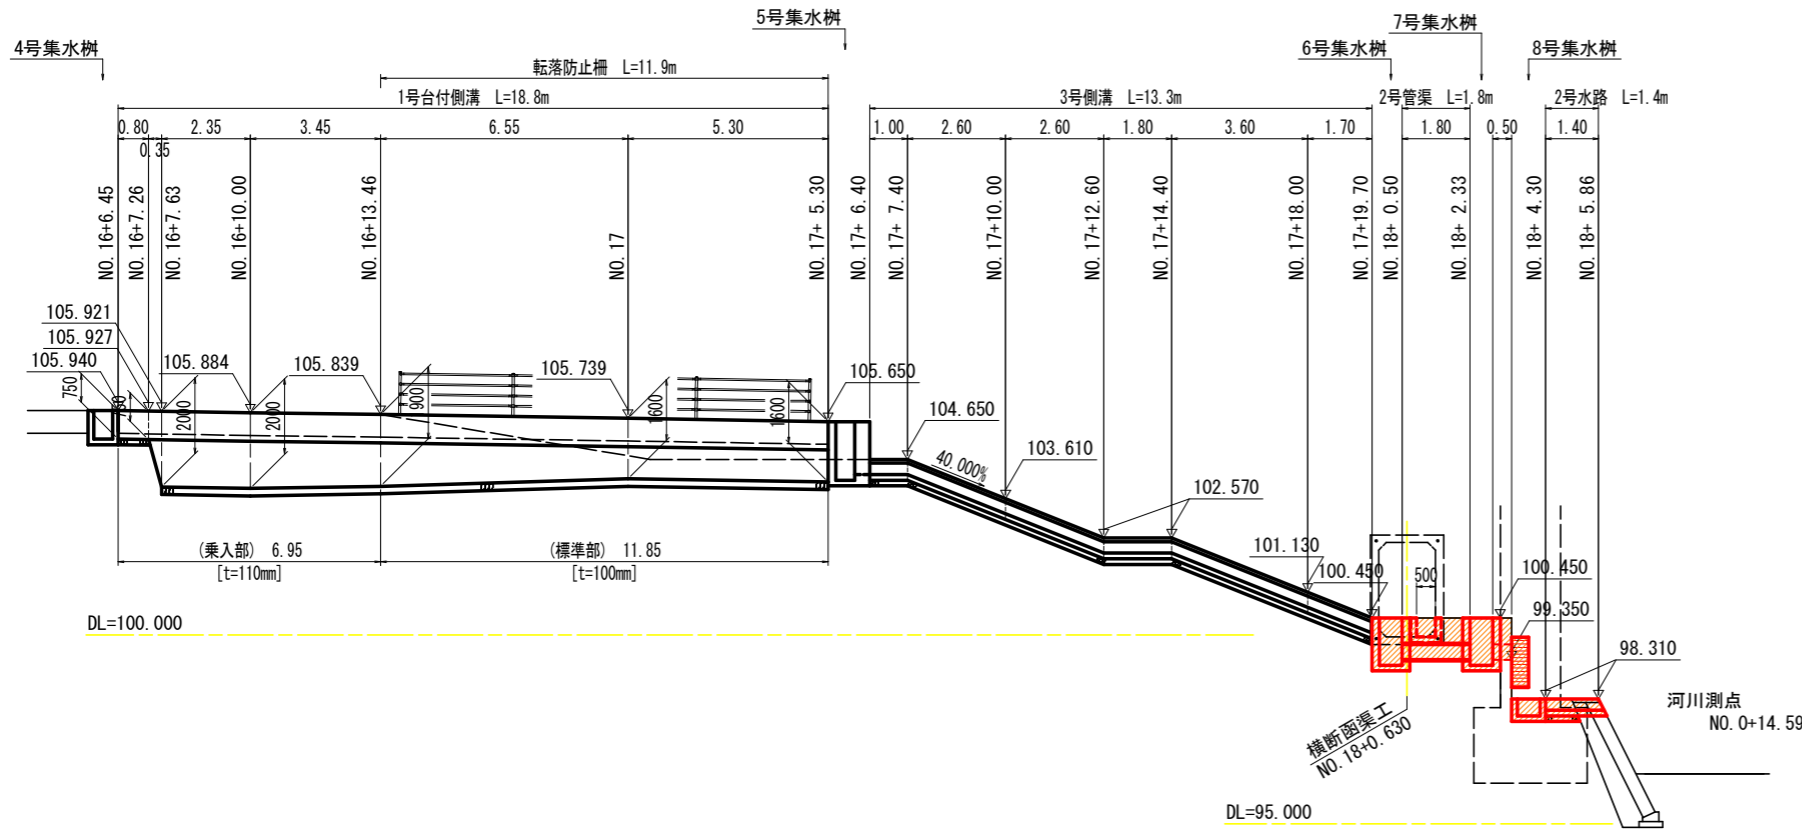 4号集水桝
5号集水桝
6号集水桝
7号集水桝
8号集水桝
転落防止柵 L=11.9m
1号台付側溝 L=18.8m
3号側溝 L=13.3m
2号管渠 L=1.8m
2号水路 L=1.4m
0.80
0.35
2.35
3.45
6.55
5.30
1.00
2.60
2.60
1.80
3.60
1.70
1.80
0.50
1.40
NO.16+6.45
NO.16+7.26
NO.16+7.63
NO.16+10.00
NO.16+13.46
NO.17
NO.17+ 5.30
NO.17+ 6.40
NO.17+ 7.40
NO.17+10.00
NO.17+12.60
NO.17+14.40
NO.17+18.00
NO.17+19.70
NO.18+ 0.50
NO.18+ 2.33
NO.18+ 4.30
NO.18+ 5.86
105.921
105.927
105.940
105.884
105.839
105.739
105.650
104.650
103.610
102.570
101.130
100.450
100.450
99.350
98.310
750
2000
2000
900
1600
1600
40.000%
500
(乗入部) 6.95
[t=110mm]
(標準部) 11.85
[t=100mm]
DL=100.000
横断函渠工
NO.18+0.630
河川測点
NO.0+14.59
DL=95.000